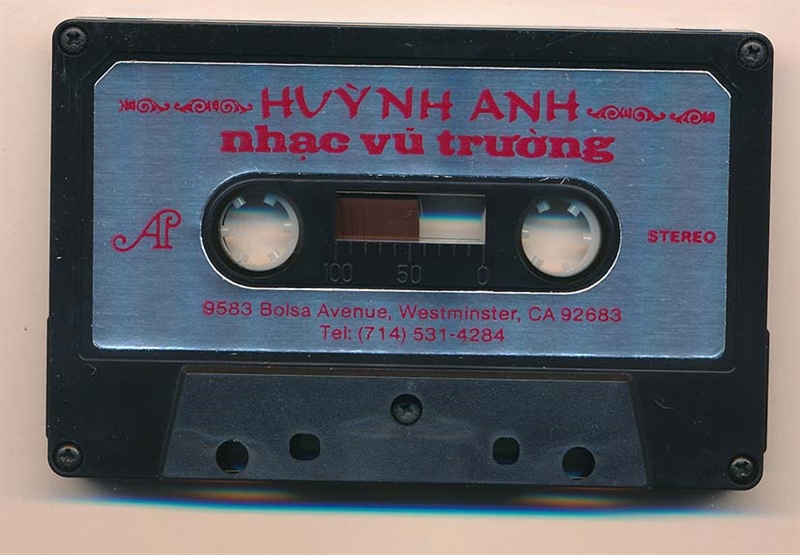 HUỲNH ANH
nhạc vũ trường
AP
STEREO
100 50 0
9583 Bolsa Avenue, Westminster, CA 92683
Tel: (714) 531-4284